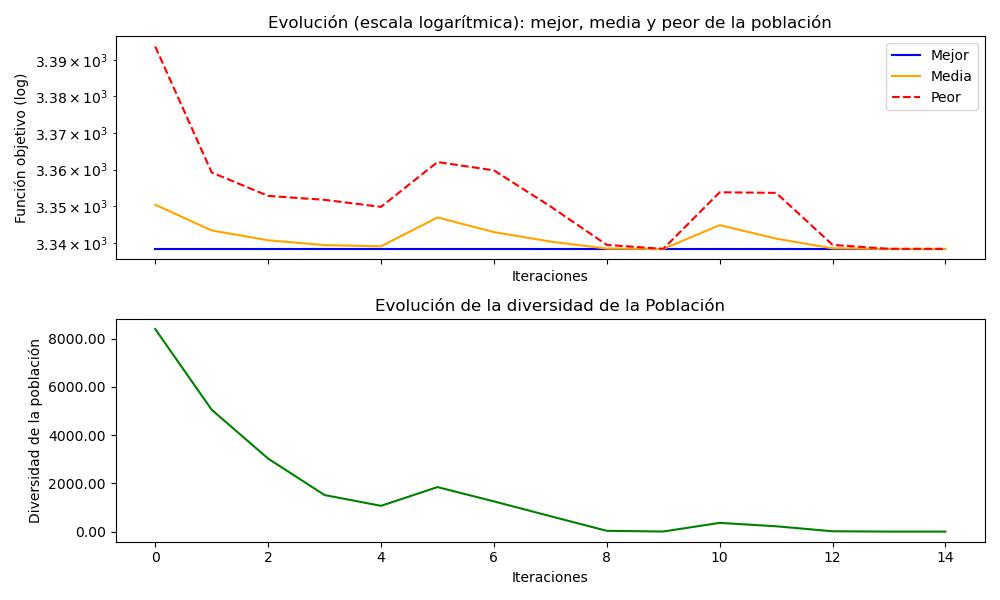 Evolución (escala logarítmica): mejor, media y peor de la población
Función objetivo (log)
3.39 × 10³
3.38 × 10³
3.37 × 10³
3.36 × 10³
3.35 × 10³
3.34 × 10³
Mejor
Media
Peor
Iteraciones
Evolución de la diversidad de la Población
Diversidad de la población
8000.00
6000.00
4000.00
2000.00
0.00
0 2 4 6 8 10 12 14
Iteraciones